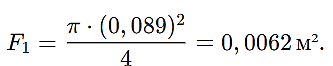 F₁ = π · (0,089)² / 4 = 0,0062 м².